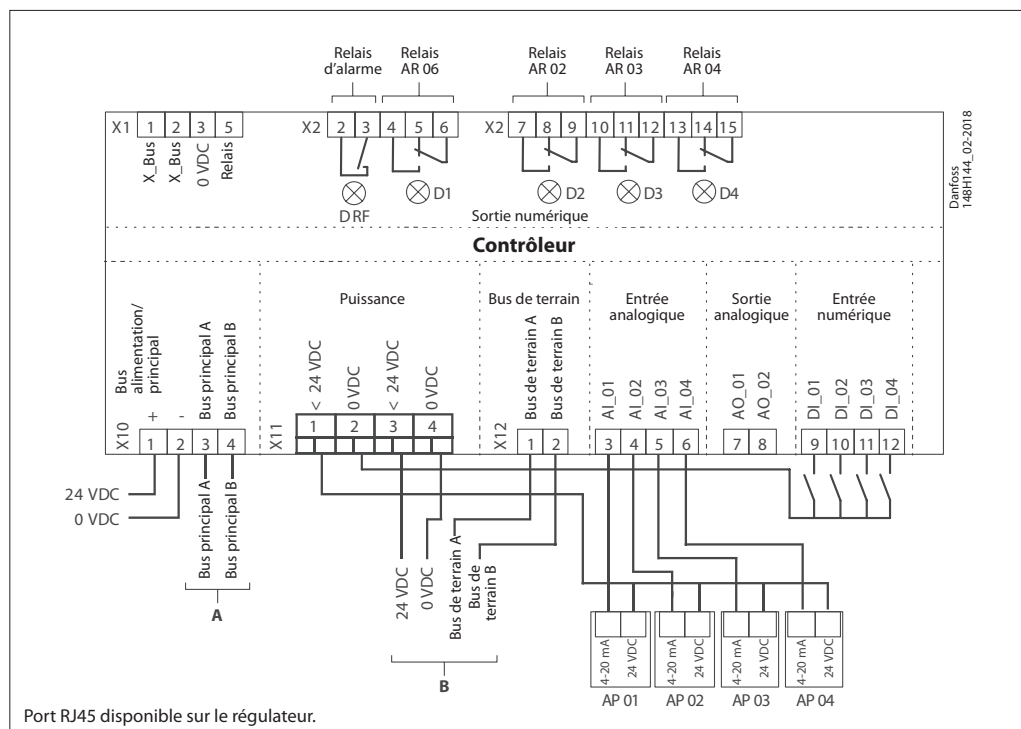 Relais d’alarme
Relais AR 06
Relais AR 02
Relais AR 03
Relais AR 04
X1 1 2 3 5
X2 2 3 4 5 6
X2 7 8 9 10 11 12 13 14 15
X_Bus
X_Bus
0 VDC
Relais
D RF
D1
D2
D3
D4
Sortie numérique
Danfoss
148H144_02-2018
Contrôleur
Bus alimentation/principal
Puissance
Bus de terrain
Entrée analogique
Sortie analogique
Entrée numérique
+
-
Bus principal A
Bus principal B
< 24 VDC
0 VDC
< 24 VDC
0 VDC
Bus de terrain A
Bus de terrain B
AI_01
AI_02
AI_03
AI_04
AO_01
AO_02
DI_01
DI_02
DI_03
DI_04
X10 1 2 3 4
X11 1 2 3 4
X12 1 2
3 4 5 6
7 8
9 10 11 12
24 VDC
0 VDC
Bus principal A
Bus principal B
A
24 VDC
0 VDC
Bus de terrain A
Bus de terrain B
B
4-20 mA
24 VDC
4-20 mA
24 VDC
4-20 mA
24 VDC
4-20 mA
24 VDC
AP 01
AP 02
AP 03
AP 04
Port RJ45 disponible sur le régulateur.